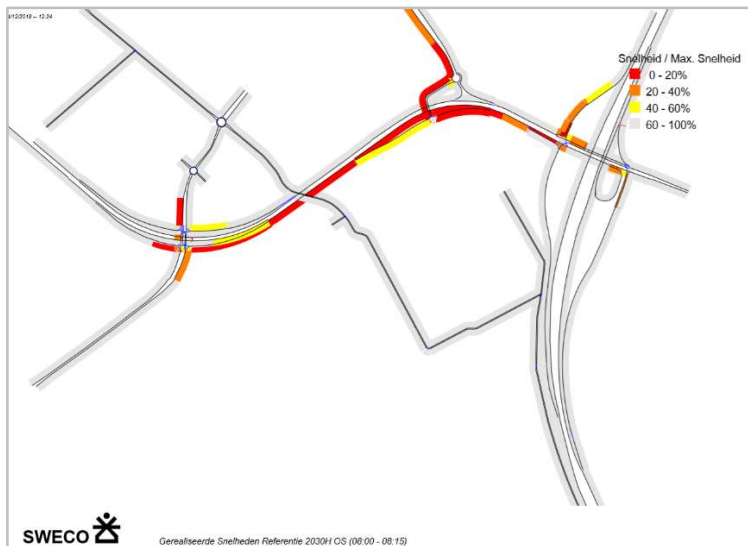 Snelheid / Max. Snelheid
0 - 20%
20 - 40%
40 - 60%
60 - 100%
SWECO
Gerealiseerde Snelheden Referentie 2030H OS (08:00 - 08:15)